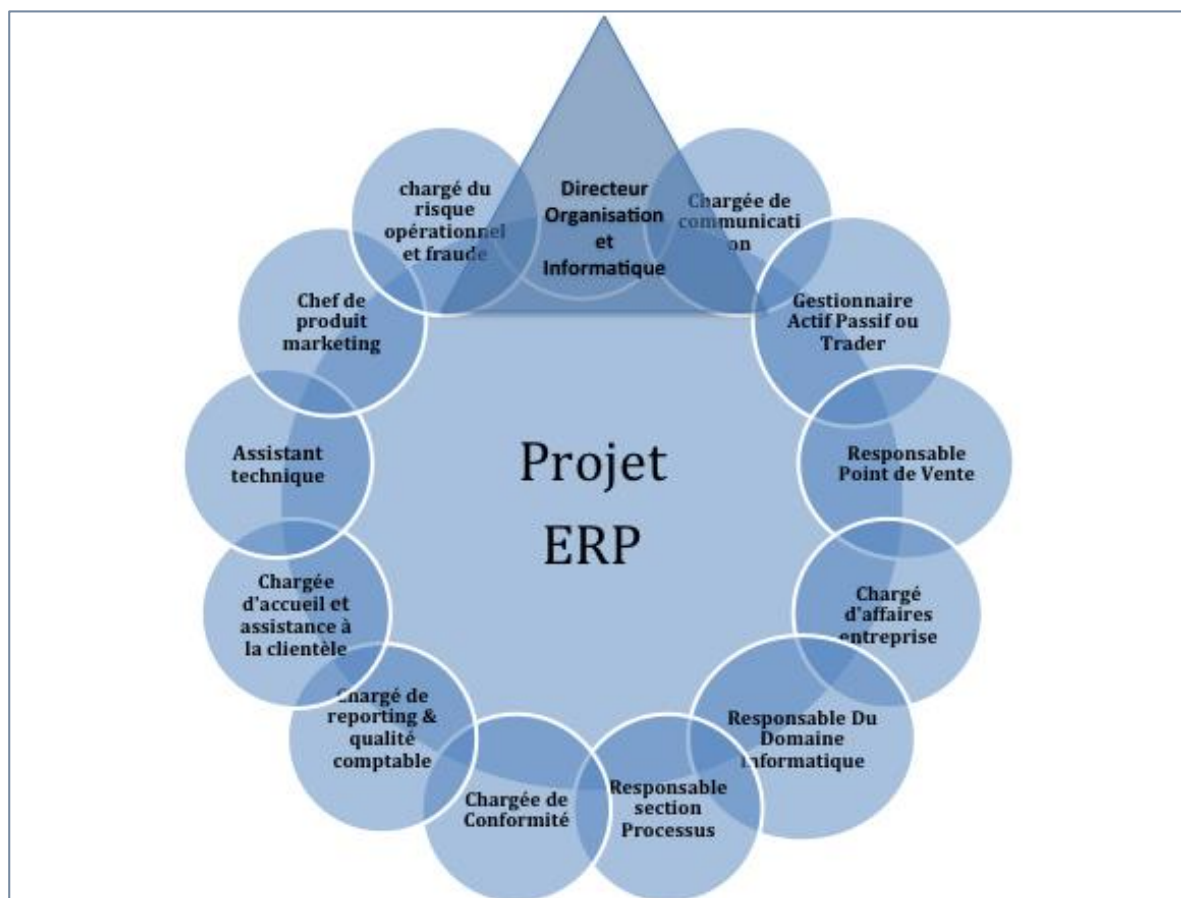 Directeur
Organisation
et
Informatique
Chargée de
communicati
on
Gestionnaire
Actif Passif ou
Trader
Responsable
Point de Vente
Chargé
d'affaires
entreprise
Responsable Du
Domaine
Informatique
Responsable
section
Processus
Chargée de
Conformité
Chargé de
reporting &
qualité
comptable
Chargée
d'accueil et
assistance à
la clientèle
Assistant
technique
Chef de
produit
marketing
chargé du
risque
opérationnel
et fraude
Projet
ERP